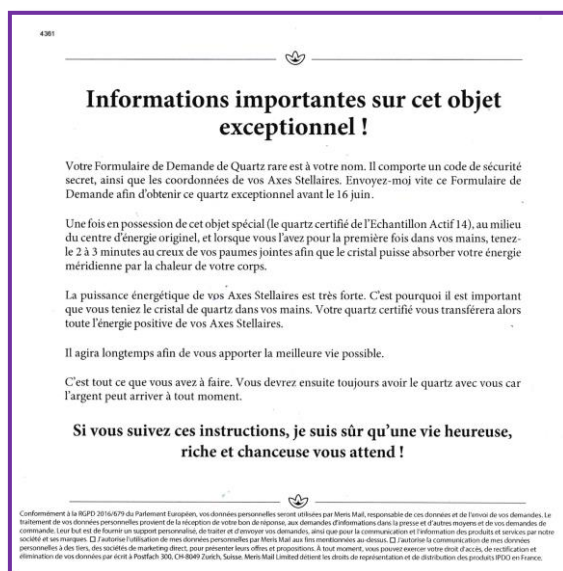 4361
Informations importantes sur cet objet
exceptionnel !
Votre Formulaire de Demande de Quartz rare est à votre nom. Il comporte un code de sécurité
secret, ainsi que les coordonnées de vos Axes Stellaires. Envoyez-moi vite ce Formulaire de
Demande afin d'obtenir ce quartz exceptionnel avant le 16 juin.
Une fois en possession de cet objet spécial (le quartz certifié de l'Echantillon Actif 14), au milieu
du centre d'énergie originel, et lorsque vous l'avez pour la première fois dans vos mains, tenez-
le 2 à 3 minutes au creux de vos paumes jointes afin que le cristal puisse absorber votre énergie
méridienne par la chaleur de votre corps.
La puissance énergétique de vos Axes Stellaires est très forte. C'est pourquoi il est important
que vous teniez le cristal de quartz dans vos mains. Votre quartz certifié vous transférera alors
toute l'énergie positive de vos Axes Stellaires.
Il agira longtemps afin de vous apporter la meilleure vie possible.
C'est tout ce que vous avez à faire. Vous devrez ensuite toujours avoir le quartz avec vous car
l'argent peut arriver à tout moment.
Si vous suivez ces instructions, je suis sûr qu'une vie heureuse,
riche et chanceuse vous attend !
Conformément à la RGPD 2016/679 du Parlement Européen, vos données personnelles seront utilisées par Meris Mail, responsable de ces données et de l'envoi de vos demandes. Le
traitement de vos données personnelles provient de la réception de votre bon de réponse, aux demandes d'informations dans la presse et d'autres moyens et de vos demandes de
commande. Leur but est de fournir un support personnalisé, de traiter et d'envoyer vos demandes, ainsi que pour la communication et l'information des produits et services par notre
société et ses marques. ☐ J'autorise l'utilisation de mes données personnelles par Meris Mail aux fins mentionnées au-dessus. ☐ J'autorise la communication de mes données
personnelles à des tiers, des sociétés de marketing direct, pour présenter leurs offres et propositions. À tout moment, vous pouvez exercer votre droit d'accès, de rectification et
élimination de vos données par écrit à Postfach 300, CH-8049 Zurich, Suisse. Meris Mail Limited détient les droits de représentation et de distribution des produits IPDO en France.